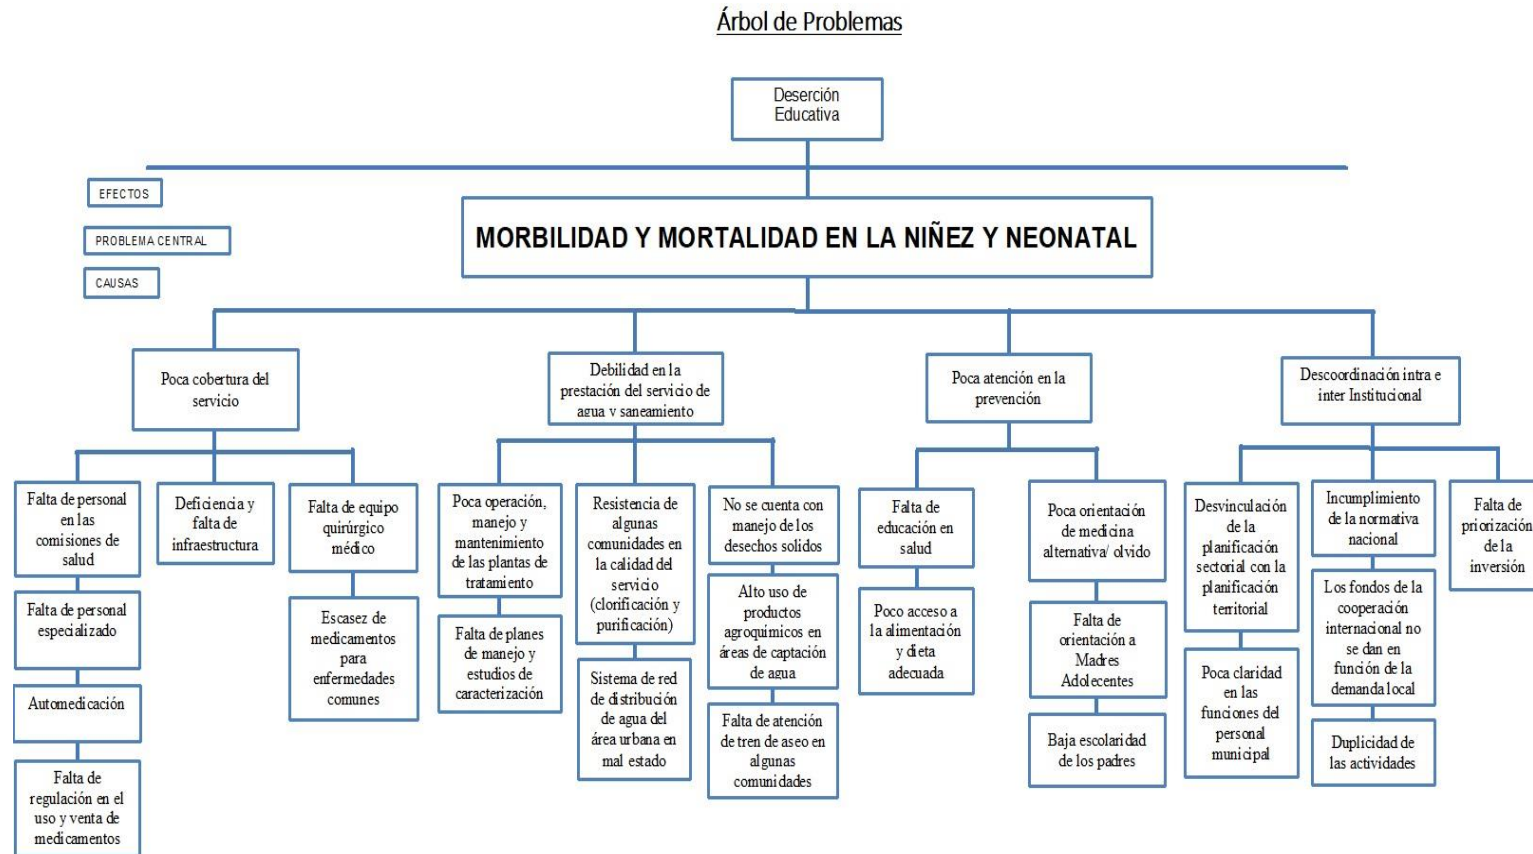 Árbol de Problemas
Deserción
Educativa
EFECTOS
PROBLEMA CENTRAL
CAUSAS
MORBILIDAD Y MORTALIDAD EN LA NIÑEZ Y NEONATAL
Poca cobertura del
servicio
Debilidad en la
prestación del servicio de
agua y saneamiento
Poca atención en la
prevención
Descoordinación intra e
inter Institucional
Falta de personal
en las
comisiones de
salud
Falta de personal
especializado
Automedicación
Falta de
regulación en el
uso y venta de
medicamentos
Deficiencia y
falta de
infraestructura
Falta de equipo
quirúrgico
médico
Escasez de
medicamentos
para
enfermedades
comunes
Poca operación,
manejo y
mantenimiento
de las plantas de
tratamiento
Falta de planes
de manejo y
estudios de
caracterización
Resistencia de
algunas
comunidades en
la calidad del
servicio
(clorificación y
purificación)
Sistema de red
de distribución
de agua del
área urbana en
mal estado
No se cuenta con
manejo de los
desechos solidos
Alto uso de
productos
agroquímicos en
áreas de captación
de agua
Falta de atención
de tren de aseo en
algunas
comunidades
Falta de
educación en
salud
Poco acceso a
la alimentación
y dieta
adecuada
Poca orientación
de medicina
alternativa/ olvido
Falta de
orientación a
Madres
Adolecentes
Baja escolaridad
de los padres
Desvinculación
de la
planificación
sectorial con la
planificación
territorial
Poca claridad
en las
funciones del
personal
municipal
Incumplimiento
de la normativa
nacional
Los fondos de la
cooperación
internacional no
se dan en
función de la
demanda local
Duplicidad de
las actividades
Falta de
priorización
de la
inversión